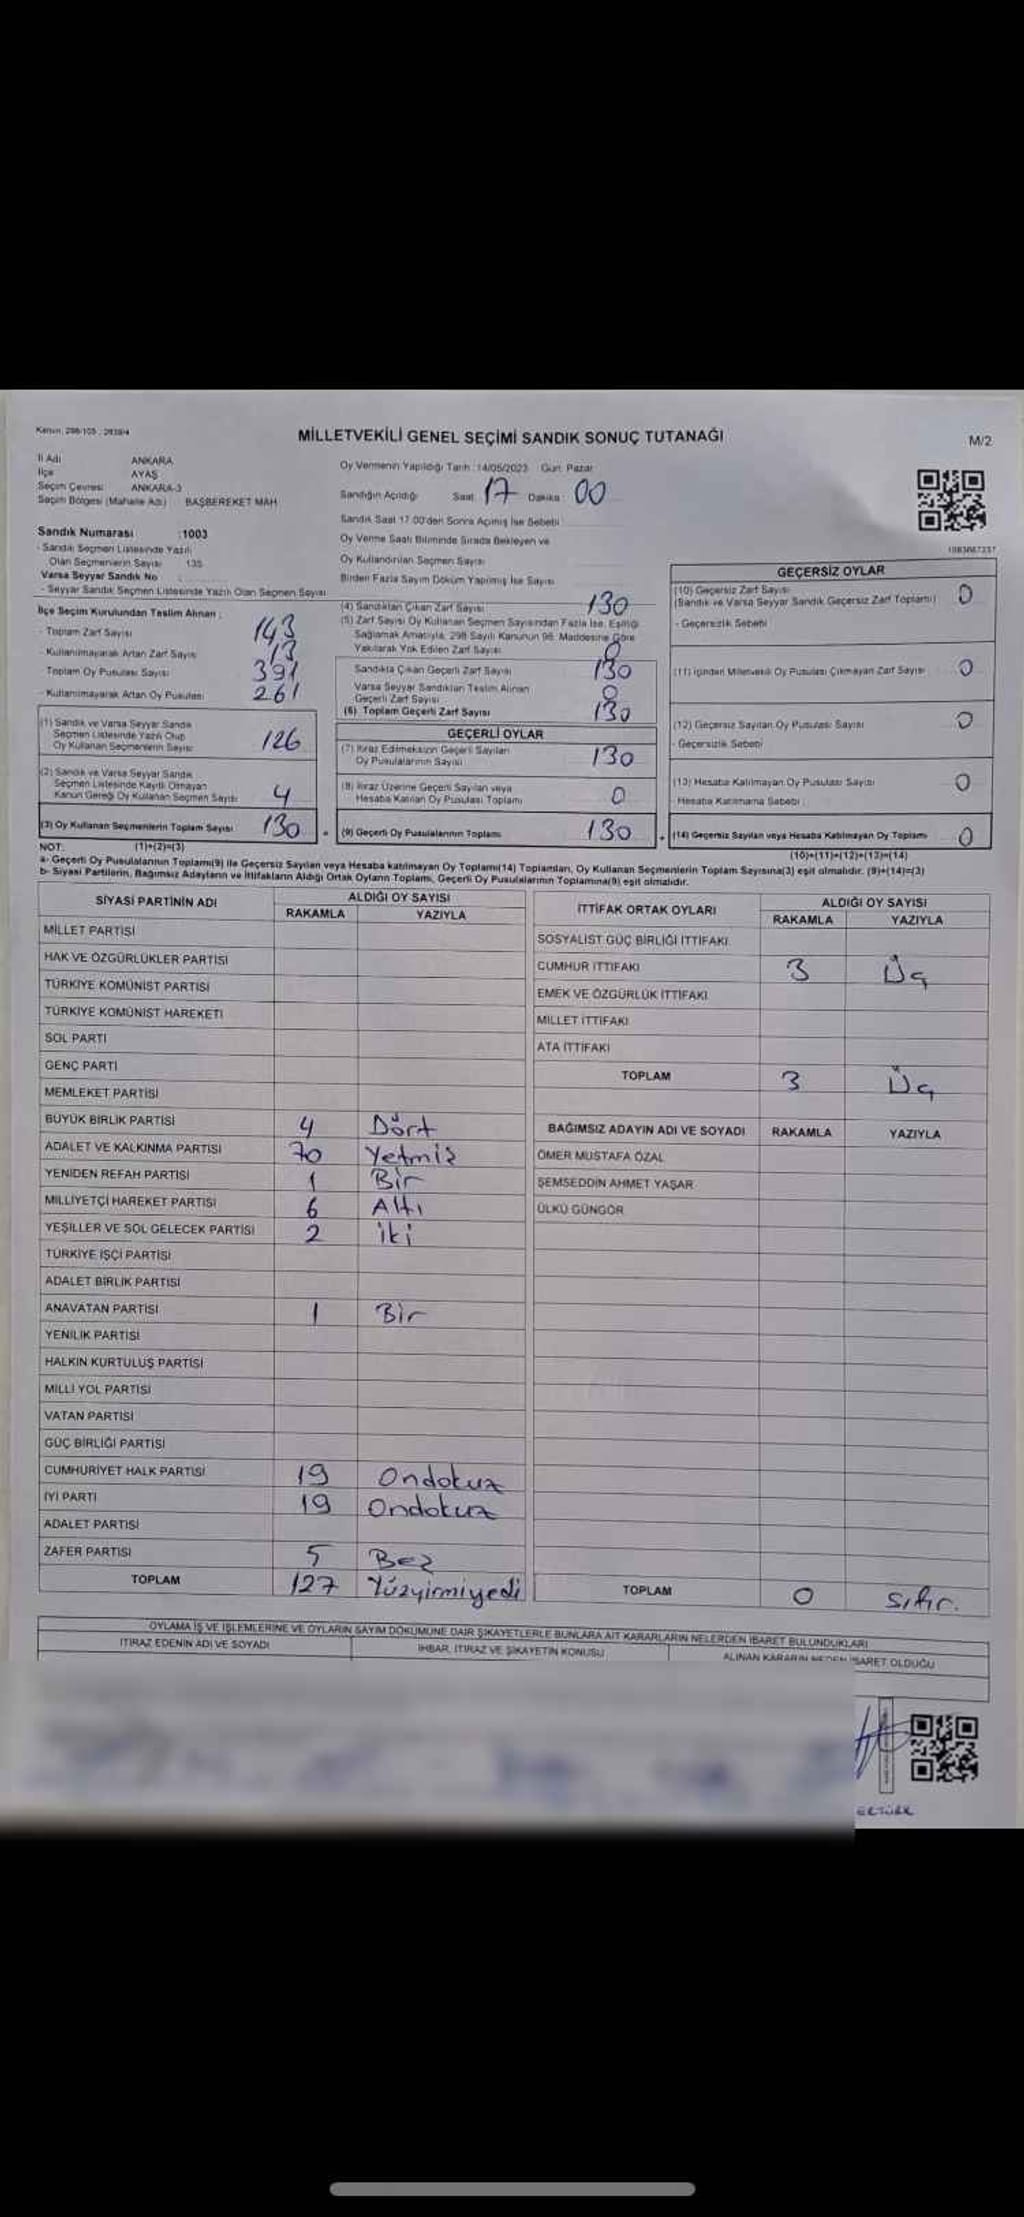 Kanun: 298/105 ; 2839/4
MİLLETVEKİLİ GENEL SEÇİMİ SANDIK SONUÇ TUTANAĞI
M/2
İl Adı ANKARA
İlçe AYAŞ
Seçim Çevresi ANKARA-3
Seçim Bölgesi (Mahalle Adı) BAŞBEREKET MAH
Oy Vermenin Yapıldığı Tarih : 14/05/2023 Gün: Pazar
Sandığın Açıldığı Saat 17 Dakika 00
Sandık Saat 17.00'den Sonra Açılmış İse Sebebi
Oy Verme Saati Bitiminde Sırada Bekleyen ve
Oy Kullandırılan Seçmen Sayısı
Birden Fazla Sayım Döküm Yapılmış İse Sayısı
1083667237
Sandık Numarası :1003
- Sandık Seçmen Listesinde Yazılı
Olan Seçmenlerin Sayısı 135
Varsa Seyyar Sandık No
- Seyyar Sandık Seçmen Listesinde Yazılı Olan Seçmen Sayısı
İlçe Seçim Kurulundan Teslim Alınan :
- Toplam Zarf Sayısı 143
- Kullanılmayarak Artan Zarf Sayısı 13
Toplam Oy Pusulası Sayısı 391
- Kullanılmayarak Artan Oy Pusulası 261
(1) Sandık ve Varsa Seyyar Sandık
Seçmen Listesinde Yazılı Olup
Oy Kullanan Seçmenlerin Sayısı 126
(2) Sandık ve Varsa Seyyar Sandık
Seçmen Listesinde Kayıtlı Olmayan
Kanun Gereği Oy Kullanan Seçmen Sayısı 4
(3) Oy Kullanan Seçmenlerin Toplam Sayısı 130
(4) Sandıktan Çıkan Zarf Sayısı 130
(5) Zarf Sayısı Oy Kullanan Seçmen Sayısından Fazla İse, Eşitliği
Sağlamak Amacıyla, 298 Sayılı Kanunun 98. Maddesine Göre
Yakılarak Yok Edilen Zarf Sayısı 0
Sandıkta Çıkan Geçerli Zarf Sayısı 130
Varsa Seyyar Sandıktan Teslim Alınan
Geçerli Zarf Sayısı 0
(6) Toplam Geçerli Zarf Sayısı 130
GEÇERLİ OYLAR
(7) İtiraz Edilmeksizin Geçerli Sayılan
Oy Pusulalarının Sayısı 130
(8) İtiraz Üzerine Geçerli Sayılan veya
Hesaba Katılan Oy Pusulası Toplamı 0
= (9) Geçerli Oy Pusulalarının Toplamı 130
GEÇERSİZ OYLAR
(10) Geçersiz Zarf Sayısı 0
(Sandık ve Varsa Seyyar Sandık Geçersiz Zarf Toplamı)
- Geçersizlik Sebebi
(11) İçinden Milletvekili Oy Pusulası Çıkmayan Zarf Sayısı 0
(12) Geçersiz Sayılan Oy Pusulası Sayısı 0
- Geçersizlik Sebebi
(13) Hesaba Katılmayan Oy Pusulası Sayısı 0
- Hesaba Katılmama Sebebi
+ (14) Geçersiz Sayılan veya Hesaba Katılmayan Oy Toplamı 0
NOT: (1)+(2)=(3)
(10)+(11)+(12)+(13)=(14)
a- Geçerli Oy Pusulalarının Toplamı(9) ile Geçersiz Sayılan veya Hesaba katılmayan Oy Toplamı(14) Toplamları, Oy Kullanan Seçmenlerin Toplam Sayısına(3) eşit olmalıdır. (9)+(14)=(3)
b- Siyasi Partilerin, Bağımsız Adayların ve İttifakların Aldığı Ortak Oyların Toplamı, Geçerli Oy Pusulalarının Toplamına(9) eşit olmalıdır.
SİYASİ PARTİNİN ADI ALDIĞI OY SAYISI
RAKAMLA YAZIYLA
MİLLET PARTİSİ
HAK VE ÖZGÜRLÜKLER PARTİSİ
TÜRKİYE KOMÜNİST PARTİSİ
TÜRKİYE KOMÜNİST HAREKETİ
SOL PARTİ
GENÇ PARTİ
MEMLEKET PARTİSİ
BÜYÜK BİRLİK PARTİSİ 4 Dört
ADALET VE KALKINMA PARTİSİ 70 Yetmiş
YENİDEN REFAH PARTİSİ 1 Bir
MİLLİYETÇİ HAREKET PARTİSİ 6 Altı
YEŞİLLER VE SOL GELECEK PARTİSİ 2 iki
TÜRKİYE İŞÇİ PARTİSİ
ADALET BİRLİK PARTİSİ
ANAVATAN PARTİSİ 1 Bir
YENİLİK PARTİSİ
HALKIN KURTULUŞ PARTİSİ
MİLLİ YOL PARTİSİ
VATAN PARTİSİ
GÜÇ BİRLİĞİ PARTİSİ
CUMHURİYET HALK PARTİSİ 19 Ondokuz
İYİ PARTİ 19 Ondokuz
ADALET PARTİSİ
ZAFER PARTİSİ 5 Beş
TOPLAM 127 Yüzyirmiyedi
İTTİFAK ORTAK OYLARI ALDIĞI OY SAYISI
RAKAMLA YAZIYLA
SOSYALİST GÜÇ BİRLİĞİ İTTİFAKI
CUMHUR İTTİFAKI 3 Üç
EMEK VE ÖZGÜRLÜK İTTİFAKI
MİLLET İTTİFAKI
ATA İTTİFAKI
TOPLAM 3 Üç
BAĞIMSIZ ADAYIN ADI VE SOYADI RAKAMLA YAZIYLA
ÖMER MUSTAFA ÖZAL
ŞEMSEDDİN AHMET YAŞAR
ÜLKÜ GÜNGÖR
TOPLAM 0 sıfır.
OYLAMA İŞ VE İŞLEMLERİNE VE OYLARIN SAYIM DÖKÜMÜNE DAİR ŞİKAYETLERLE BUNLARA AİT KARARLARIN NELERDEN İBARET BULUNDUKLARI
İTİRAZ EDENİN ADI VE SOYADI İHBAR, İTİRAZ VE ŞİKAYETİN KONUSU ALINAN KARARIN NEDEN İBARET OLDUĞU
ERTÜRK